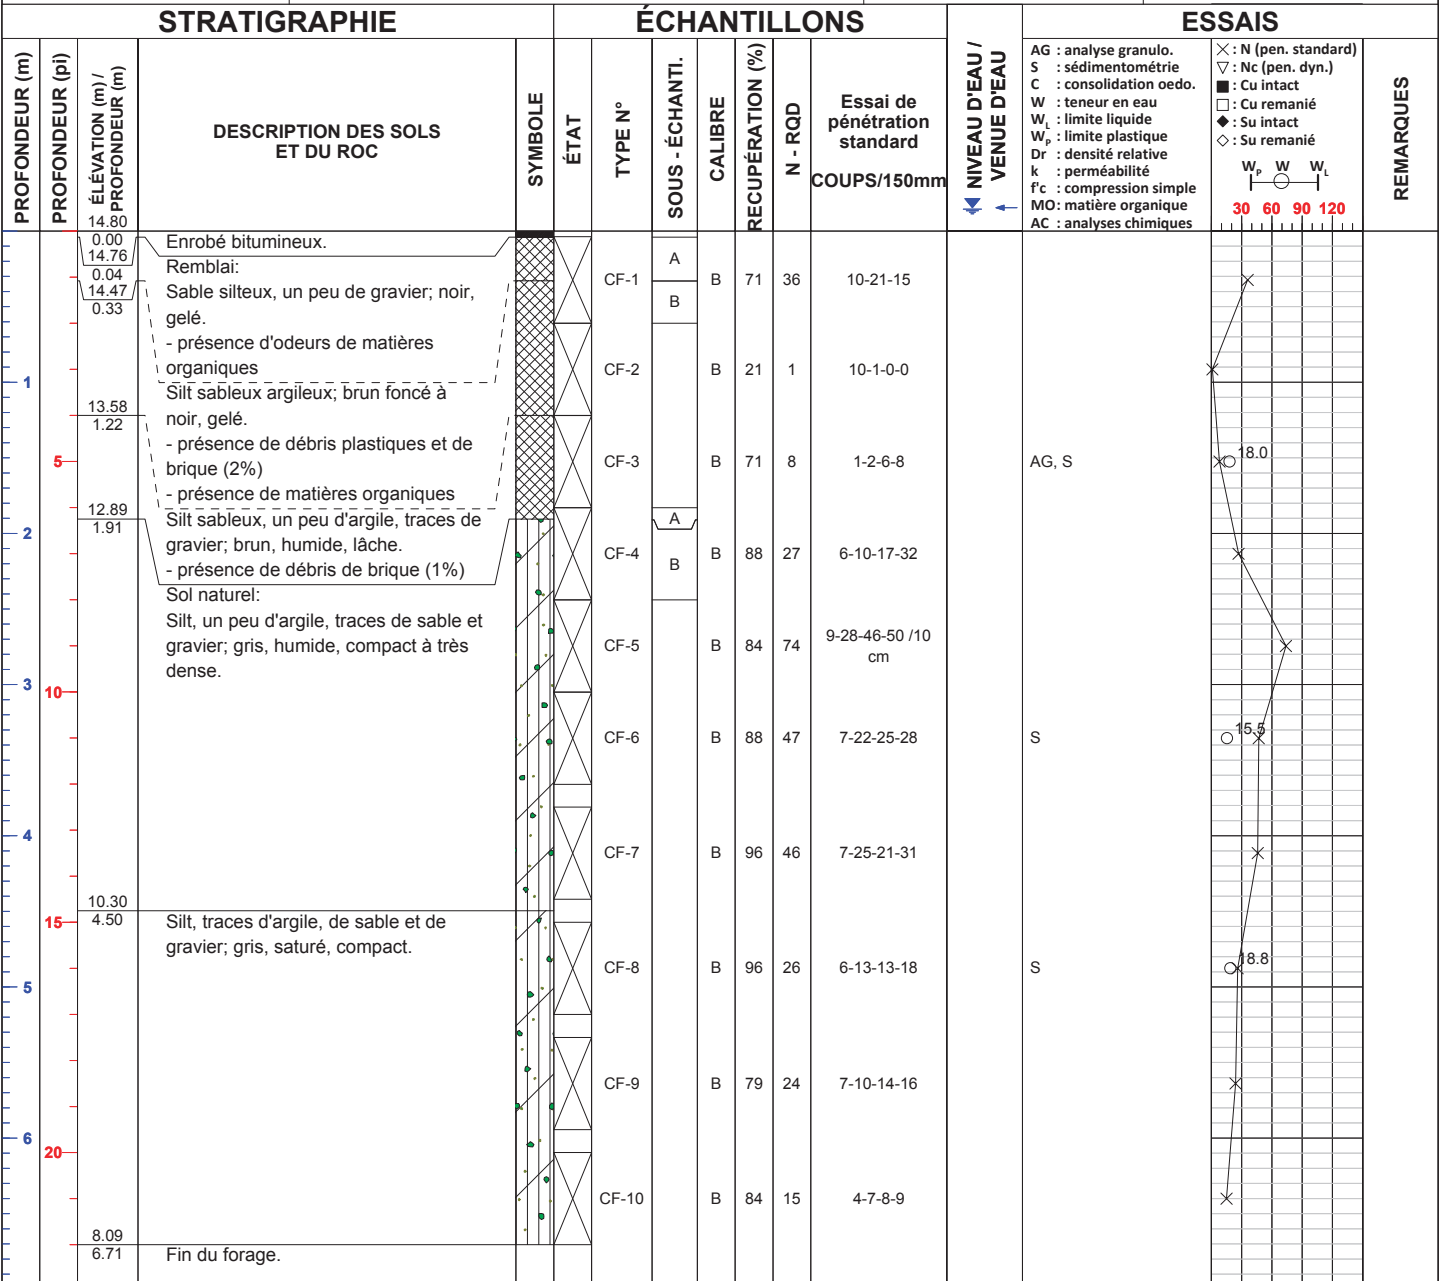 STRATIGRAPHIE
ÉCHANTILLONS
ESSAIS
PROFONDEUR (m)
PROFONDEUR (pi)
ÉLÉVATION (m) /
PROFONDEUR (m)
DESCRIPTION DES SOLS
ET DU ROC
SYMBOLE
ÉTAT
TYPE N°
SOUS - ÉCHANTI.
CALIBRE
RECUPÉRATION (%)
N - RQD
Essai de
pénétration
standard
COUPS/150mm
NIVEAU D'EAU /
VENUE D'EAU
AG : analyse granulo.
S : sédimentométrie
C : consolidation oedo.
W : teneur en eau
WL : limite liquide
WP : limite plastique
Dr : densité relative
k : perméabilité
f'c : compression simple
MO: matière organique
AC : analyses chimiques
× : N (pen. standard)
▽ : Nc (pen. dyn.)
■ : Cu intact
□ : Cu remanié
◆ : Su intact
◇ : Su remanié
WP W WL
30 60 90 120
REMARQUES
14.80
0.00
Enrobé bitumineux.
14.76
0.04
Remblai:
14.47
0.33
Sable silteux, un peu de gravier; noir,
gelé.
- présence d'odeurs de matières
organiques
Silt sableux argileux; brun foncé à
noir, gelé.
- présence de débris plastiques et de
brique (2%)
- présence de matières organiques
13.58
1.22
Silt sableux, un peu d'argile, traces de
gravier; brun, humide, lâche.
- présence de débris de brique (1%)
12.89
1.91
Sol naturel:
Silt, un peu d'argile, traces de sable et
gravier; gris, humide, compact à très
dense.
10.30
4.50
Silt, traces d'argile, de sable et de
gravier; gris, saturé, compact.
8.09
6.71
Fin du forage.
1
2
3
4
5
6
5
10
15
20
CF-1 A B B 71 36 10-21-15
CF-2 B 21 1 10-1-0-0
CF-3 B 71 8 1-2-6-8 AG, S 18.0
CF-4 A B B 88 27 6-10-17-32
CF-5 B 84 74 9-28-46-50 /10
cm
CF-6 B 88 47 7-22-25-28 S 15.5
CF-7 B 96 46 7-25-21-31
CF-8 B 96 26 6-13-13-18 S 18.8
CF-9 B 79 24 7-10-14-16
CF-10 B 84 15 4-7-8-9